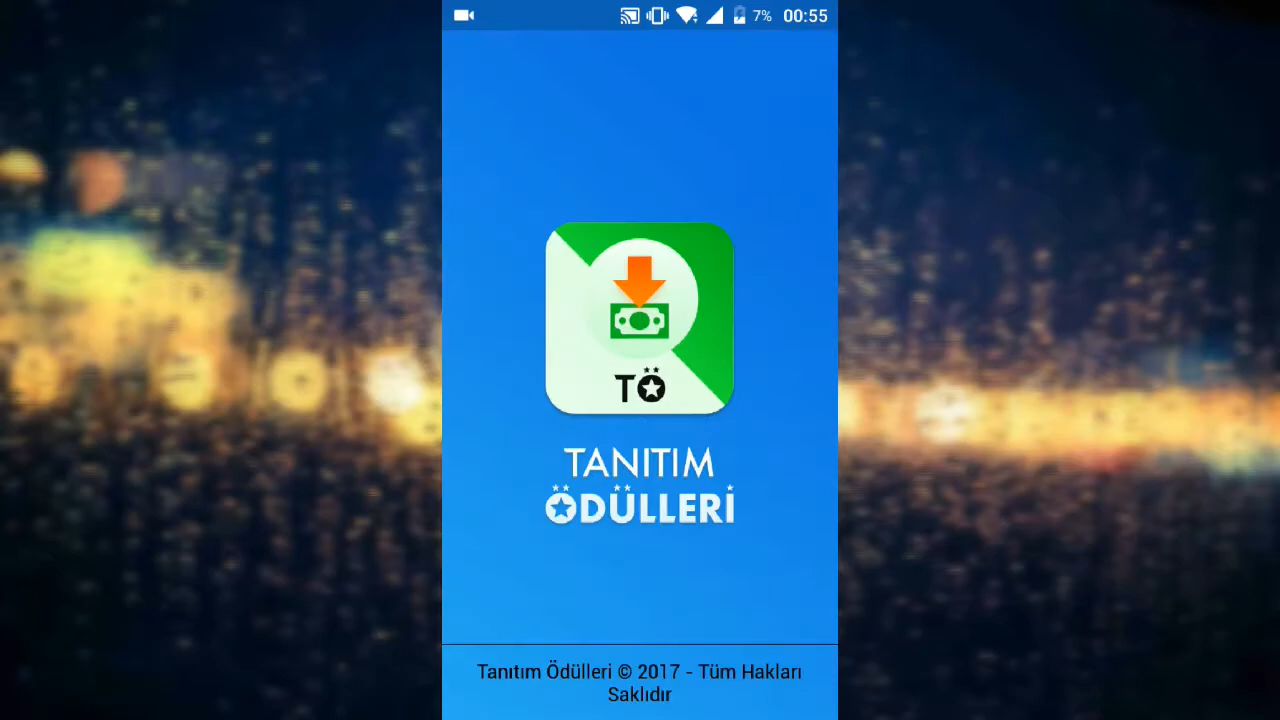 7% 00:55
TÖ
TANITIM
ÖDÜLLERİ
Tanıtım Ödülleri © 2017 - Tüm Hakları
Saklıdır